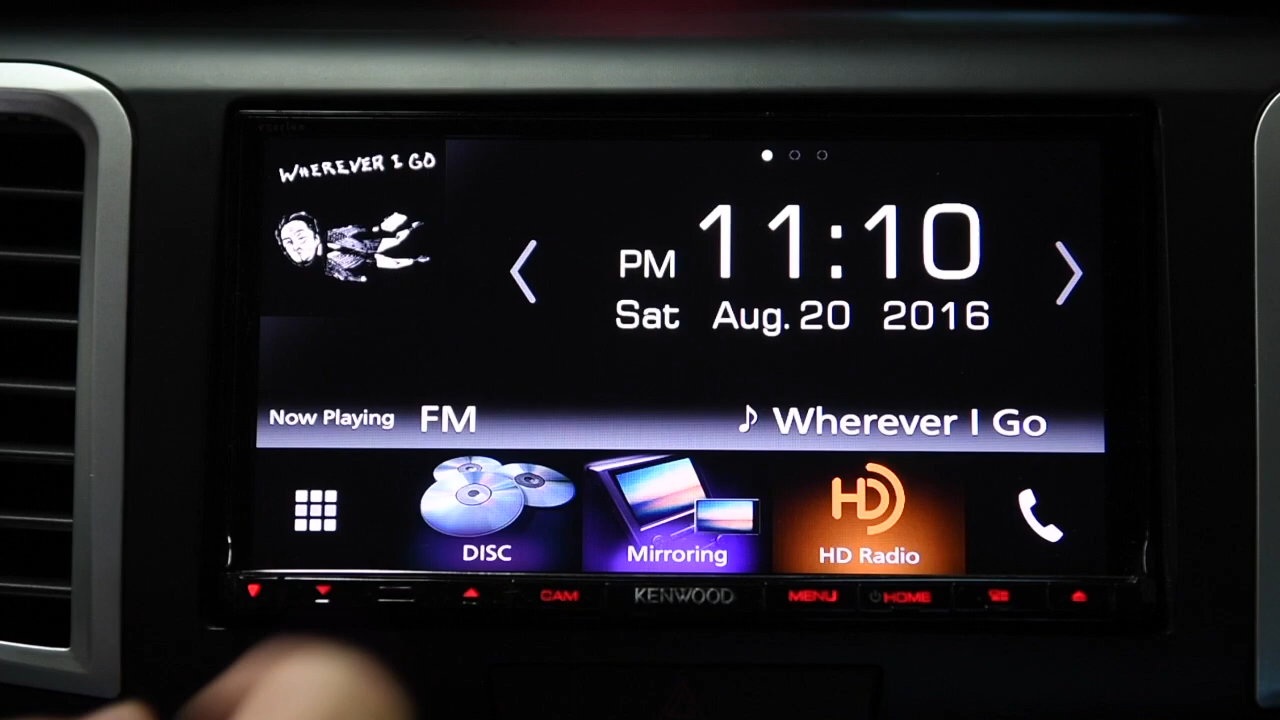 WHEREVER I GO
PM 11:10
Sat Aug. 20 2016
Now Playing FM ♪ Wherever I Go
DISC Mirroring HD Radio
CAM KENWOOD MENU HOME